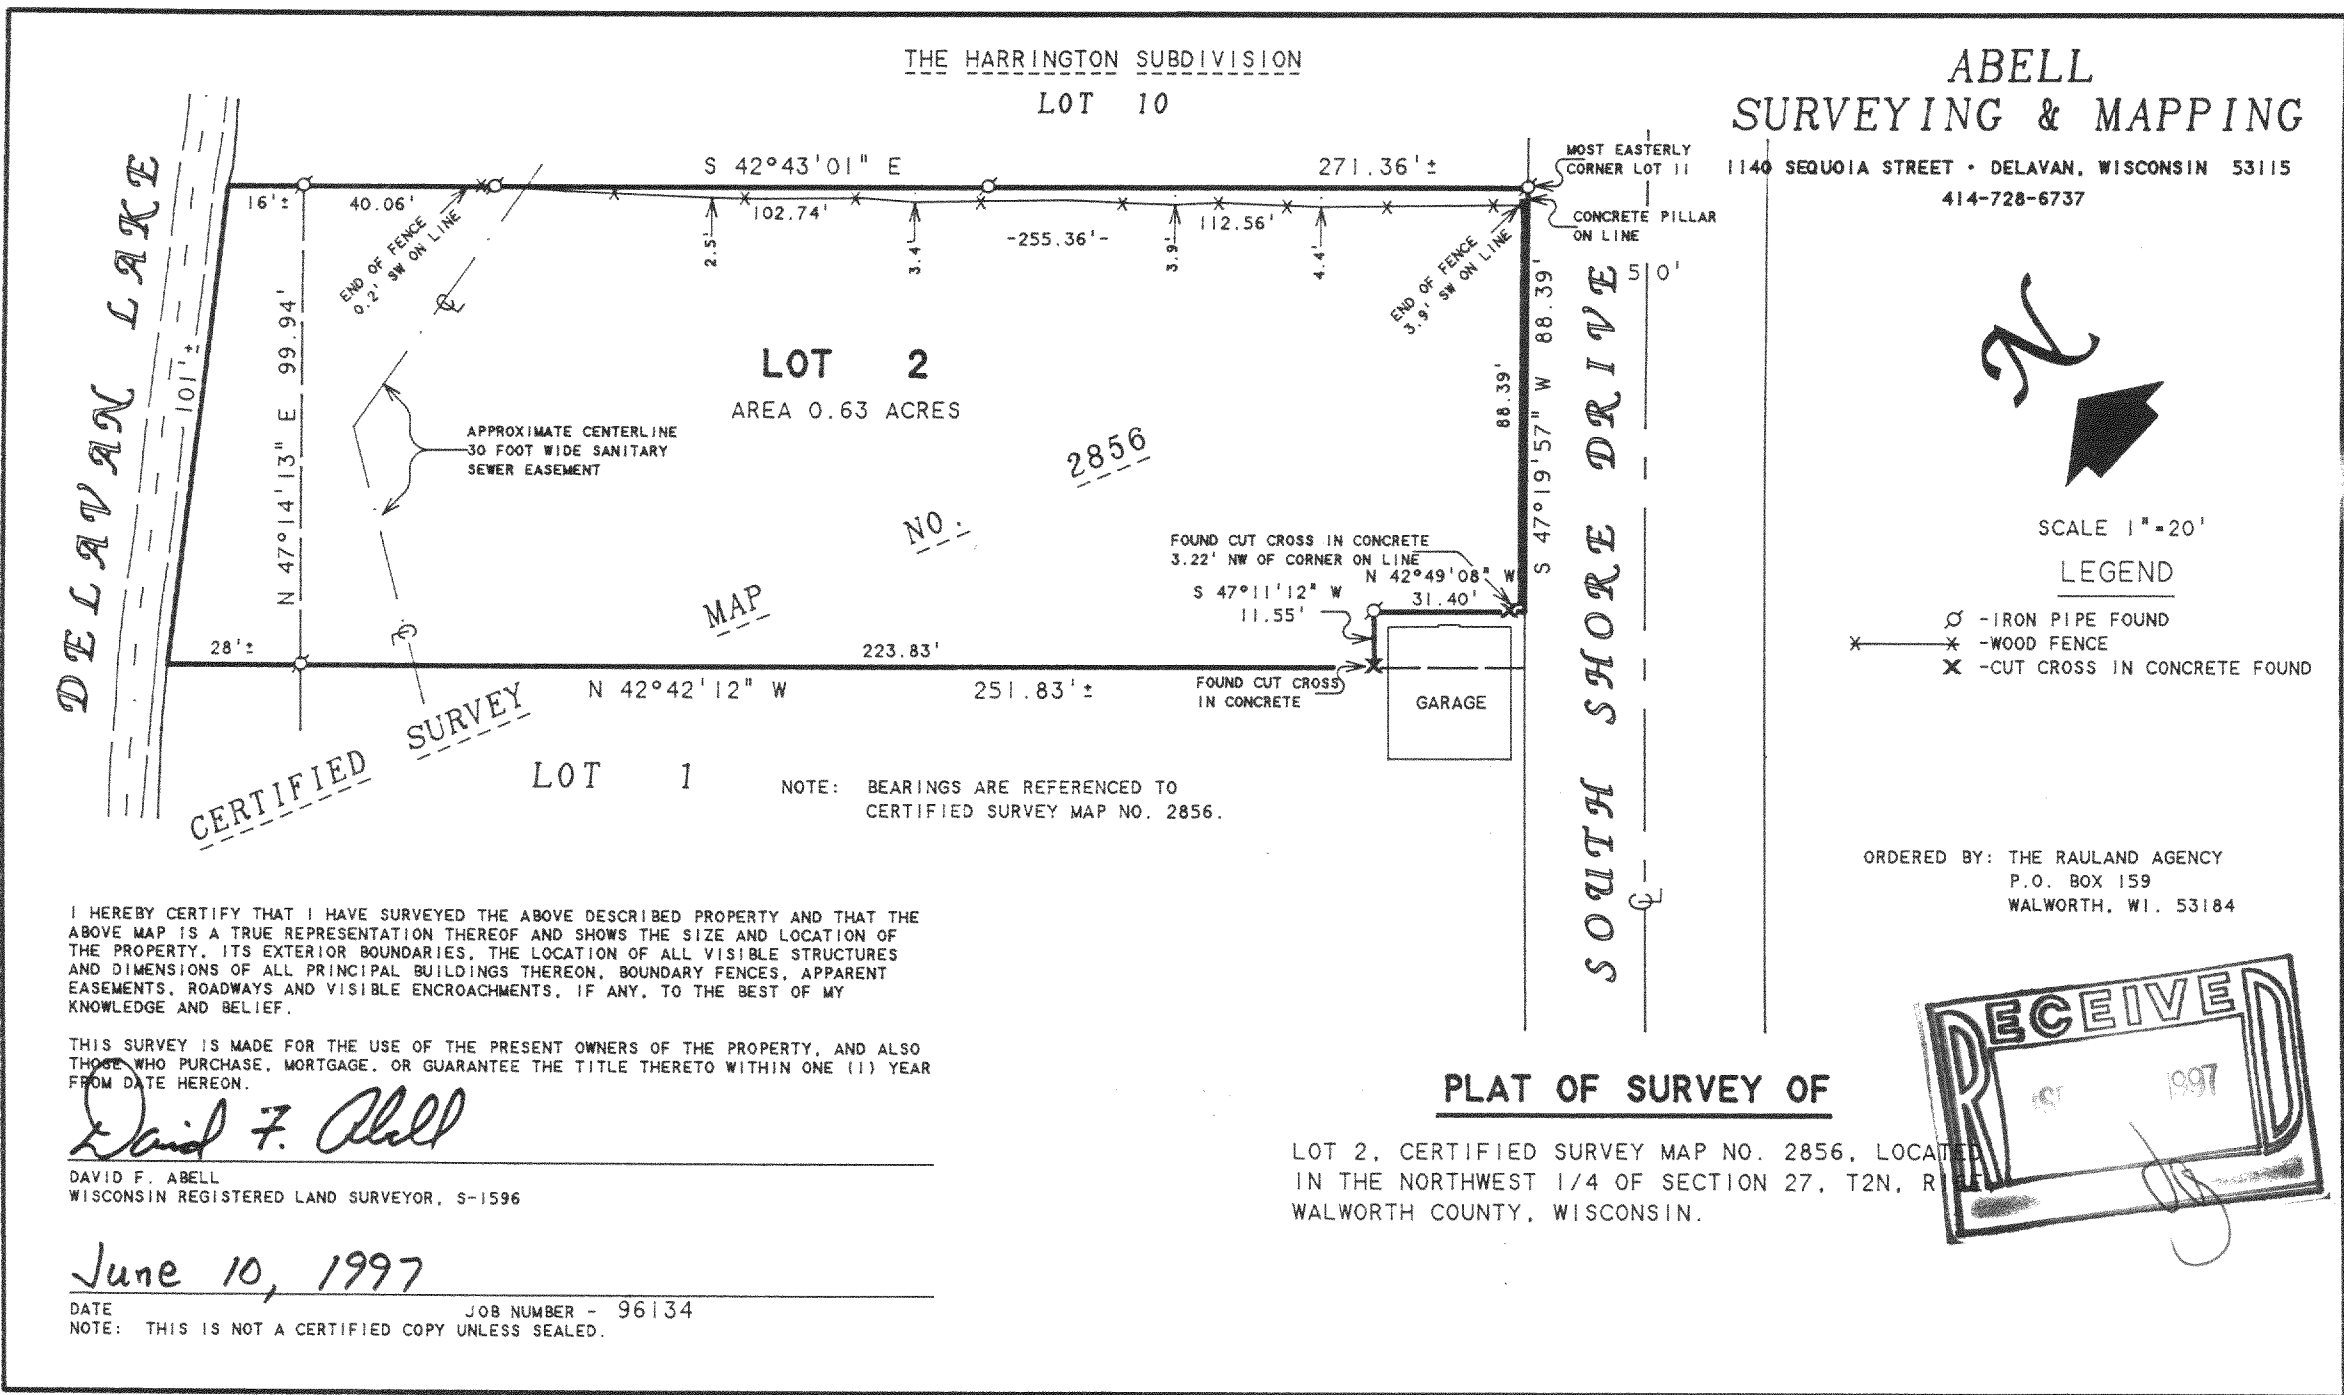 THE HARRINGTON SUBDIVISION
LOT 10
ABELL
SURVEYING & MAPPING
1140 SEQUOIA STREET • DELAVAN, WISCONSIN 53115
414-728-6737
S 42°43'01" E
271.36'±
MOST EASTERLY
CORNER LOT 11
CONCRETE PILLAR
ON LINE
16'±
40.06'
102.74'
112.56'
-255.36'-
2.5'
3.4'
3.9'
4.4'
END OF FENCE
0.2' SW ON LINE
END OF FENCE
3.9' SW ON LINE
DELAVAN LAKE
101'±
N 47°14'13" E 99.94'
℄
LOT 2
AREA 0.63 ACRES
APPROXIMATE CENTERLINE
30 FOOT WIDE SANITARY
SEWER EASEMENT
88.39'
S 47°19'57" W 88.39'
SOUTH SHORE DRIVE
50'
℄
N
SCALE 1"=20'
LEGEND
-IRON PIPE FOUND
X X -WOOD FENCE
X -CUT CROSS IN CONCRETE FOUND
FOUND CUT CROSS IN CONCRETE
3.22' NW OF CORNER ON LINE
N 42°49'08" W
31.40'
S 47°11'12" W
11.55'
28'±
℄
223.83'
N 42°42'12" W
251.83'±
FOUND CUT CROSS
IN CONCRETE
GARAGE
CERTIFIED SURVEY MAP NO. 2856
LOT 1
NOTE: BEARINGS ARE REFERENCED TO
CERTIFIED SURVEY MAP NO. 2856.
ORDERED BY: THE RAULAND AGENCY
P.O. BOX 159
WALWORTH, WI. 53184
I HEREBY CERTIFY THAT I HAVE SURVEYED THE ABOVE DESCRIBED PROPERTY AND THAT THE
ABOVE MAP IS A TRUE REPRESENTATION THEREOF AND SHOWS THE SIZE AND LOCATION OF
THE PROPERTY, ITS EXTERIOR BOUNDARIES, THE LOCATION OF ALL VISIBLE STRUCTURES
AND DIMENSIONS OF ALL PRINCIPAL BUILDINGS THEREON, BOUNDARY FENCES, APPARENT
EASEMENTS, ROADWAYS AND VISIBLE ENCROACHMENTS, IF ANY, TO THE BEST OF MY
KNOWLEDGE AND BELIEF.
THIS SURVEY IS MADE FOR THE USE OF THE PRESENT OWNERS OF THE PROPERTY, AND ALSO
THOSE WHO PURCHASE, MORTGAGE, OR GUARANTEE THE TITLE THERETO WITHIN ONE (1) YEAR
FROM DATE HEREON.
David F. Abell
DAVID F. ABELL
WISCONSIN REGISTERED LAND SURVEYOR, S-1596
June 10, 1997
DATE JOB NUMBER - 96134
NOTE: THIS IS NOT A CERTIFIED COPY UNLESS SEALED.
PLAT OF SURVEY OF
LOT 2, CERTIFIED SURVEY MAP NO. 2856, LOCATED
IN THE NORTHWEST 1/4 OF SECTION 27, T2N,
WALWORTH COUNTY, WISCONSIN.
RECEIVED
1997